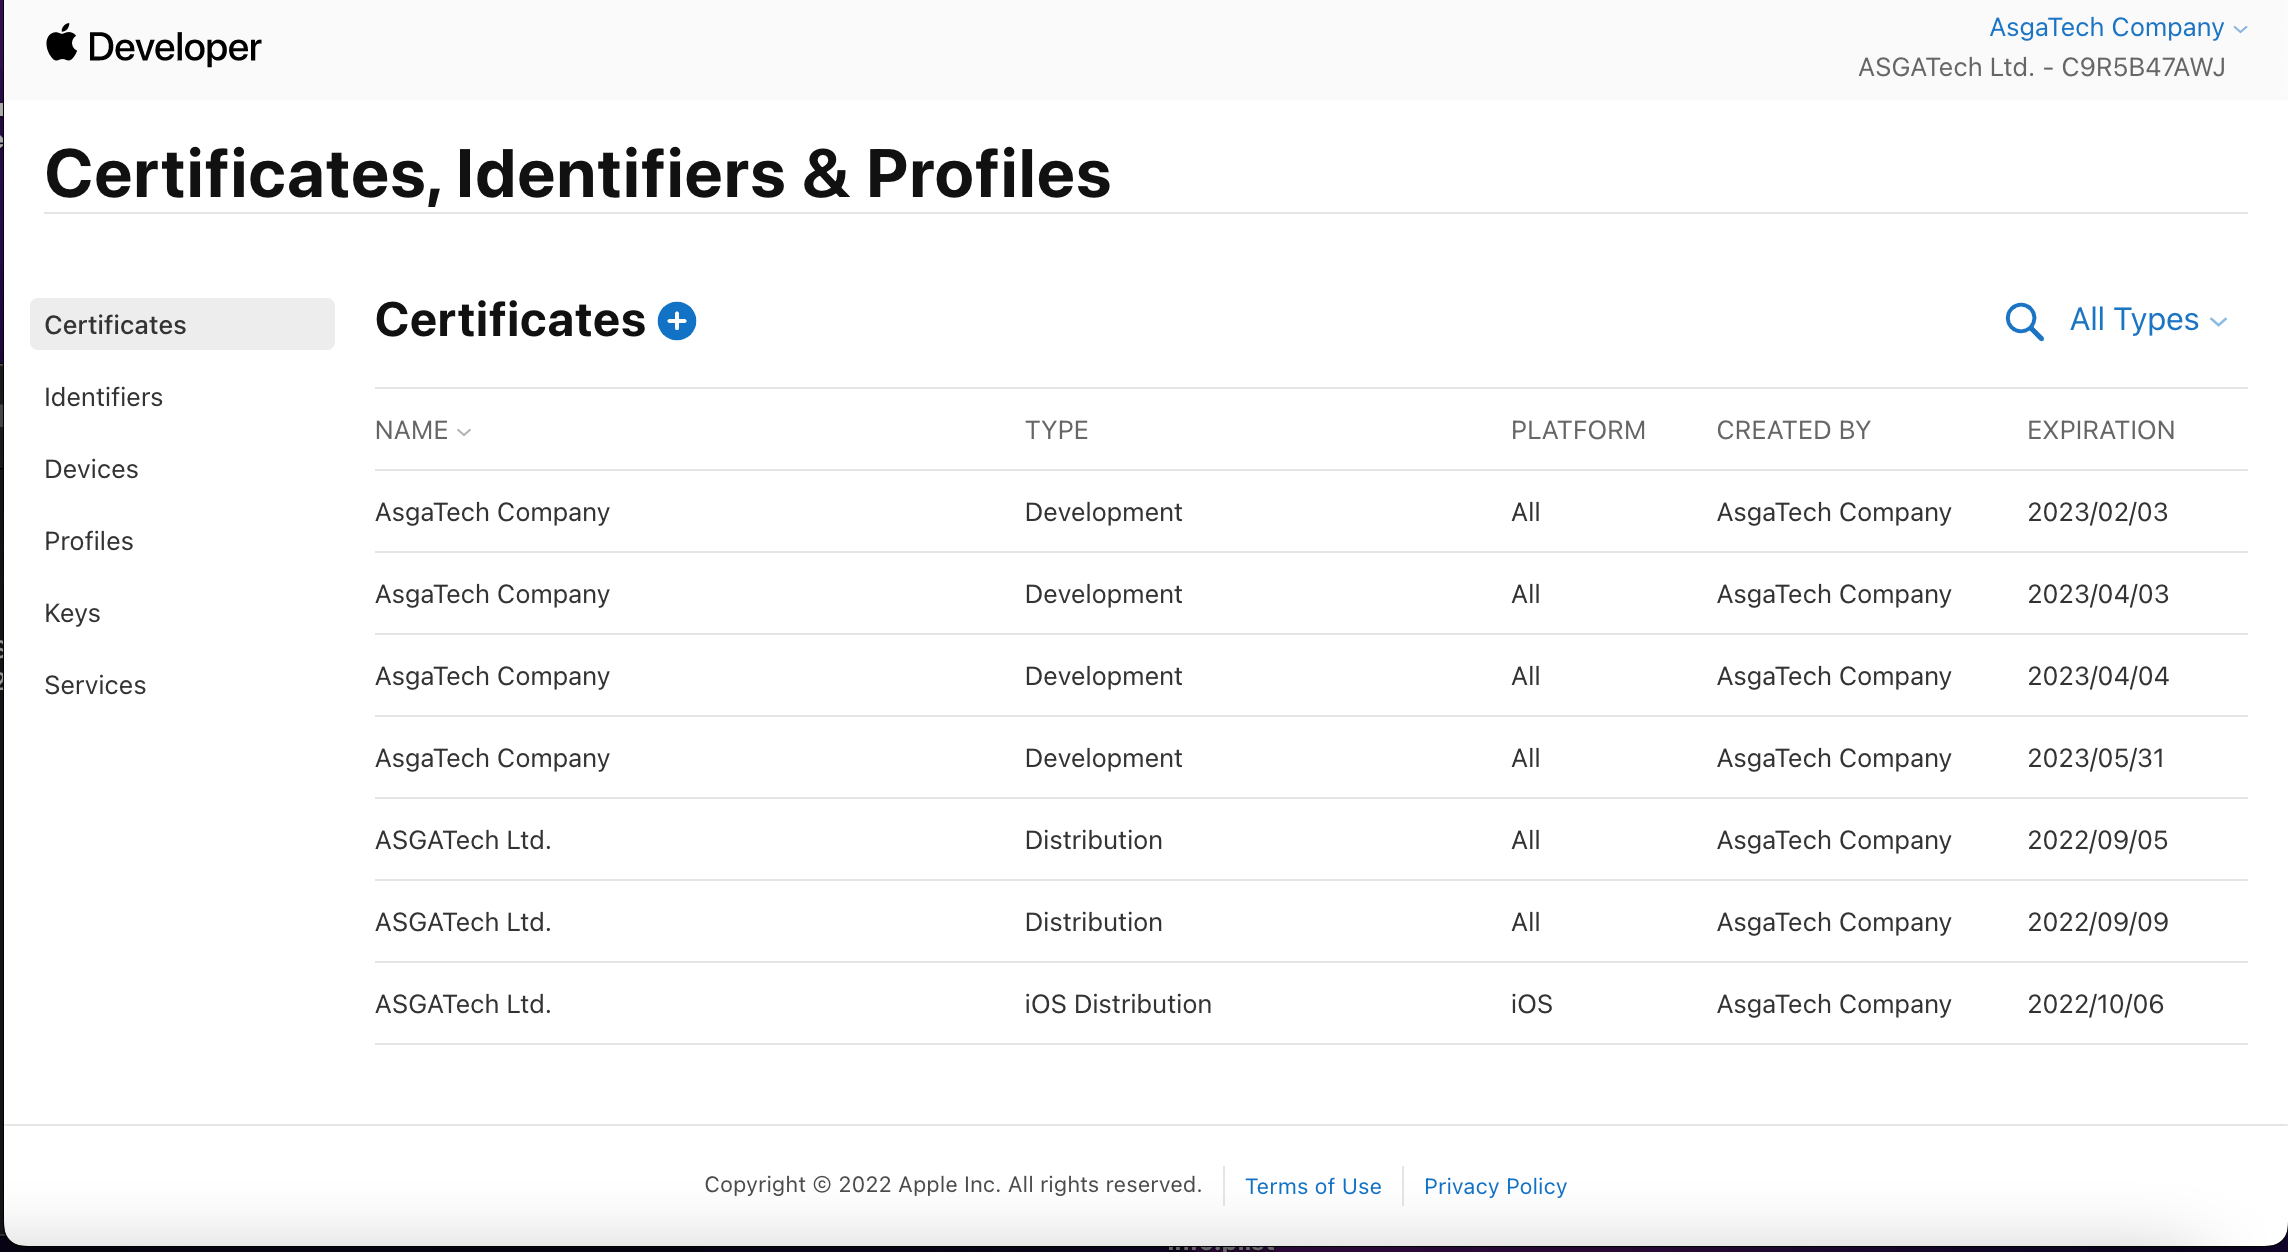 Developer
AsgaTech Company
ASGATech Ltd. - C9R5B47AWJ
Certificates, Identifiers & Profiles
Certificates
Identifiers
Devices
Profiles
Keys
Services
Certificates
All Types
NAME TYPE PLATFORM CREATED BY EXPIRATION
AsgaTech Company Development All AsgaTech Company 2023/02/03
AsgaTech Company Development All AsgaTech Company 2023/04/03
AsgaTech Company Development All AsgaTech Company 2023/04/04
AsgaTech Company Development All AsgaTech Company 2023/05/31
ASGATech Ltd. Distribution All AsgaTech Company 2022/09/05
ASGATech Ltd. Distribution All AsgaTech Company 2022/09/09
ASGATech Ltd. iOS Distribution iOS AsgaTech Company 2022/10/06
Copyright © 2022 Apple Inc. All rights reserved. Terms of Use Privacy Policy